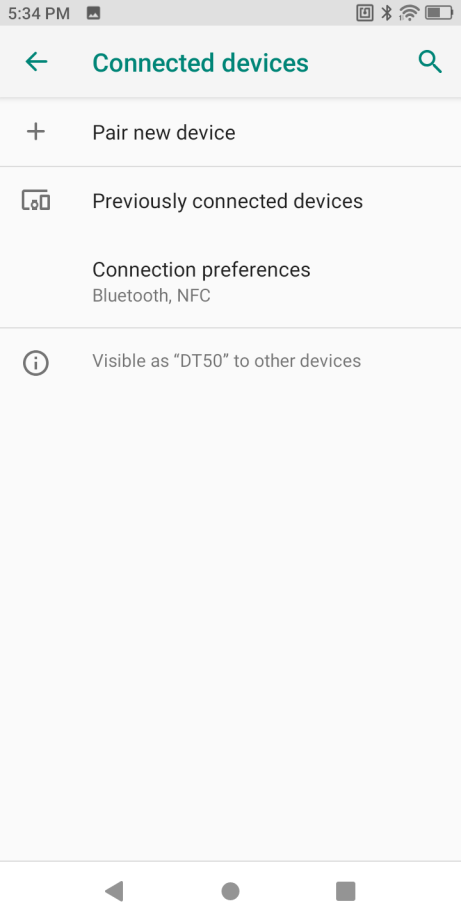 5:34 PM
Connected devices
Pair new device
Previously connected devices
Connection preferences
Bluetooth, NFC
Visible as “DT50” to other devices